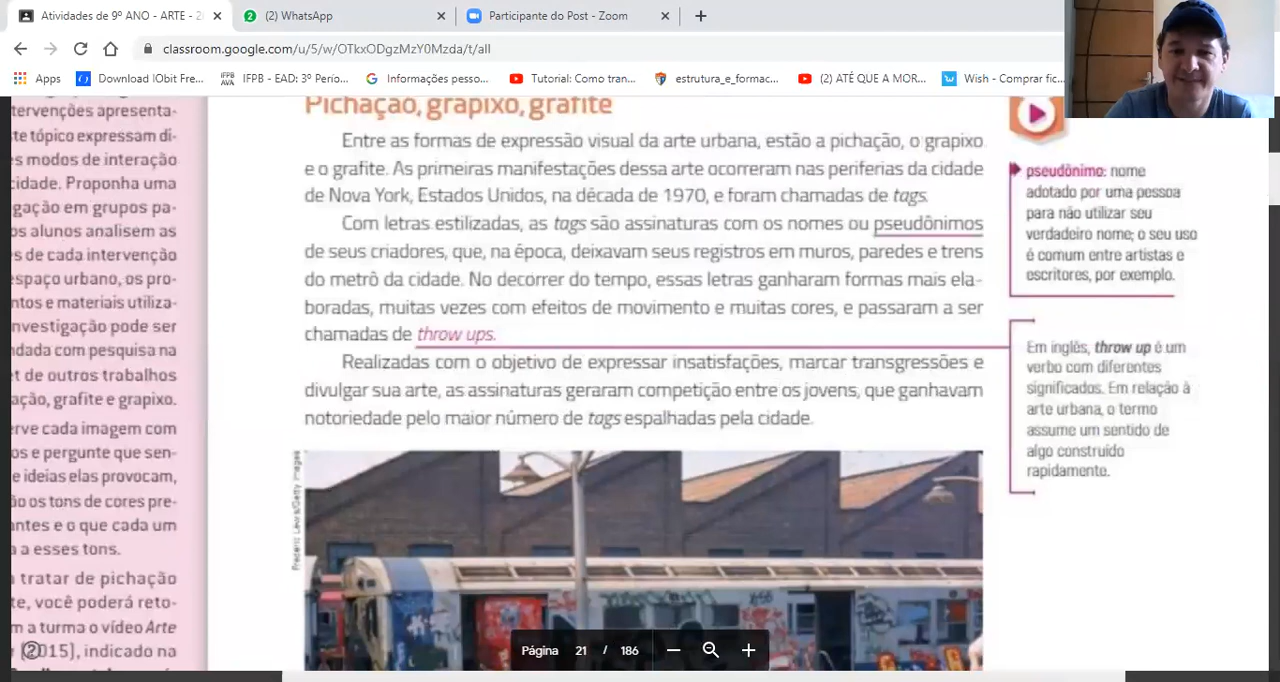 Atividades de 9º ANO - ARTE - 2
(2) WhatsApp
Participante do Post - Zoom
classroom.google.com/u/5/w/OTkxODgzMzY0Mzda/t/all
Apps
Download IObit Fre...
IFPB - EAD: 3º Perío...
Informações pesso...
Tutorial: Como tran...
estrutura_e_formac...
(2) ATÉ QUE A MOR...
Wish - Comprar fic
tervenções apresenta-
te tópico expressam di-
s modos de interação
cidade. Proponha uma
gação em grupos pa-
os alunos analisem as
s de cada intervenção
espaço urbano, os pro-
ntos e materiais utiliza-
nvestigação pode ser
dada com pesquisa na
et de outros trabalhos
ação, grafite e grapixo.
erve cada imagem com
os e pergunte que sen-
e ideias elas provocam,
ão os tons de cores pre-
antes e o que cada um
a a esses tons.
tratar de pichação
te, você poderá reto-
m a turma o vídeo Arte
[2015], indicado na
Pichação, grapixo, grafite
Entre as formas de expressão visual da arte urbana, estão a pichação, o grapixo
e o grafite. As primeiras manifestações dessa arte ocorreram nas periferias da cidade
de Nova York, Estados Unidos, na década de 1970, e foram chamadas de tags.
Com letras estilizadas, as tags são assinaturas com os nomes ou pseudônimos
de seus criadores, que, na época, deixavam seus registros em muros, paredes e trens
do metrô da cidade. No decorrer do tempo, essas letras ganharam formas mais ela-
boradas, muitas vezes com efeitos de movimento e muitas cores, e passaram a ser
chamadas de throw ups.
Realizadas com o objetivo de expressar insatisfações, marcar transgressões e
divulgar sua arte, as assinaturas geraram competição entre os jovens, que ganhavam
notoriedade pelo maior número de tags espalhadas pela cidade.
pseudônimo: nome
adotado por uma pessoa
para não utilizar seu
verdadeiro nome; o seu uso
é comum entre artistas e
escritores, por exemplo.
Em inglês, throw up é um
verbo com diferentes
significados. Em relação à
arte urbana, o termo
assume um sentido de
algo construído
rapidamente.
Página 21 / 186